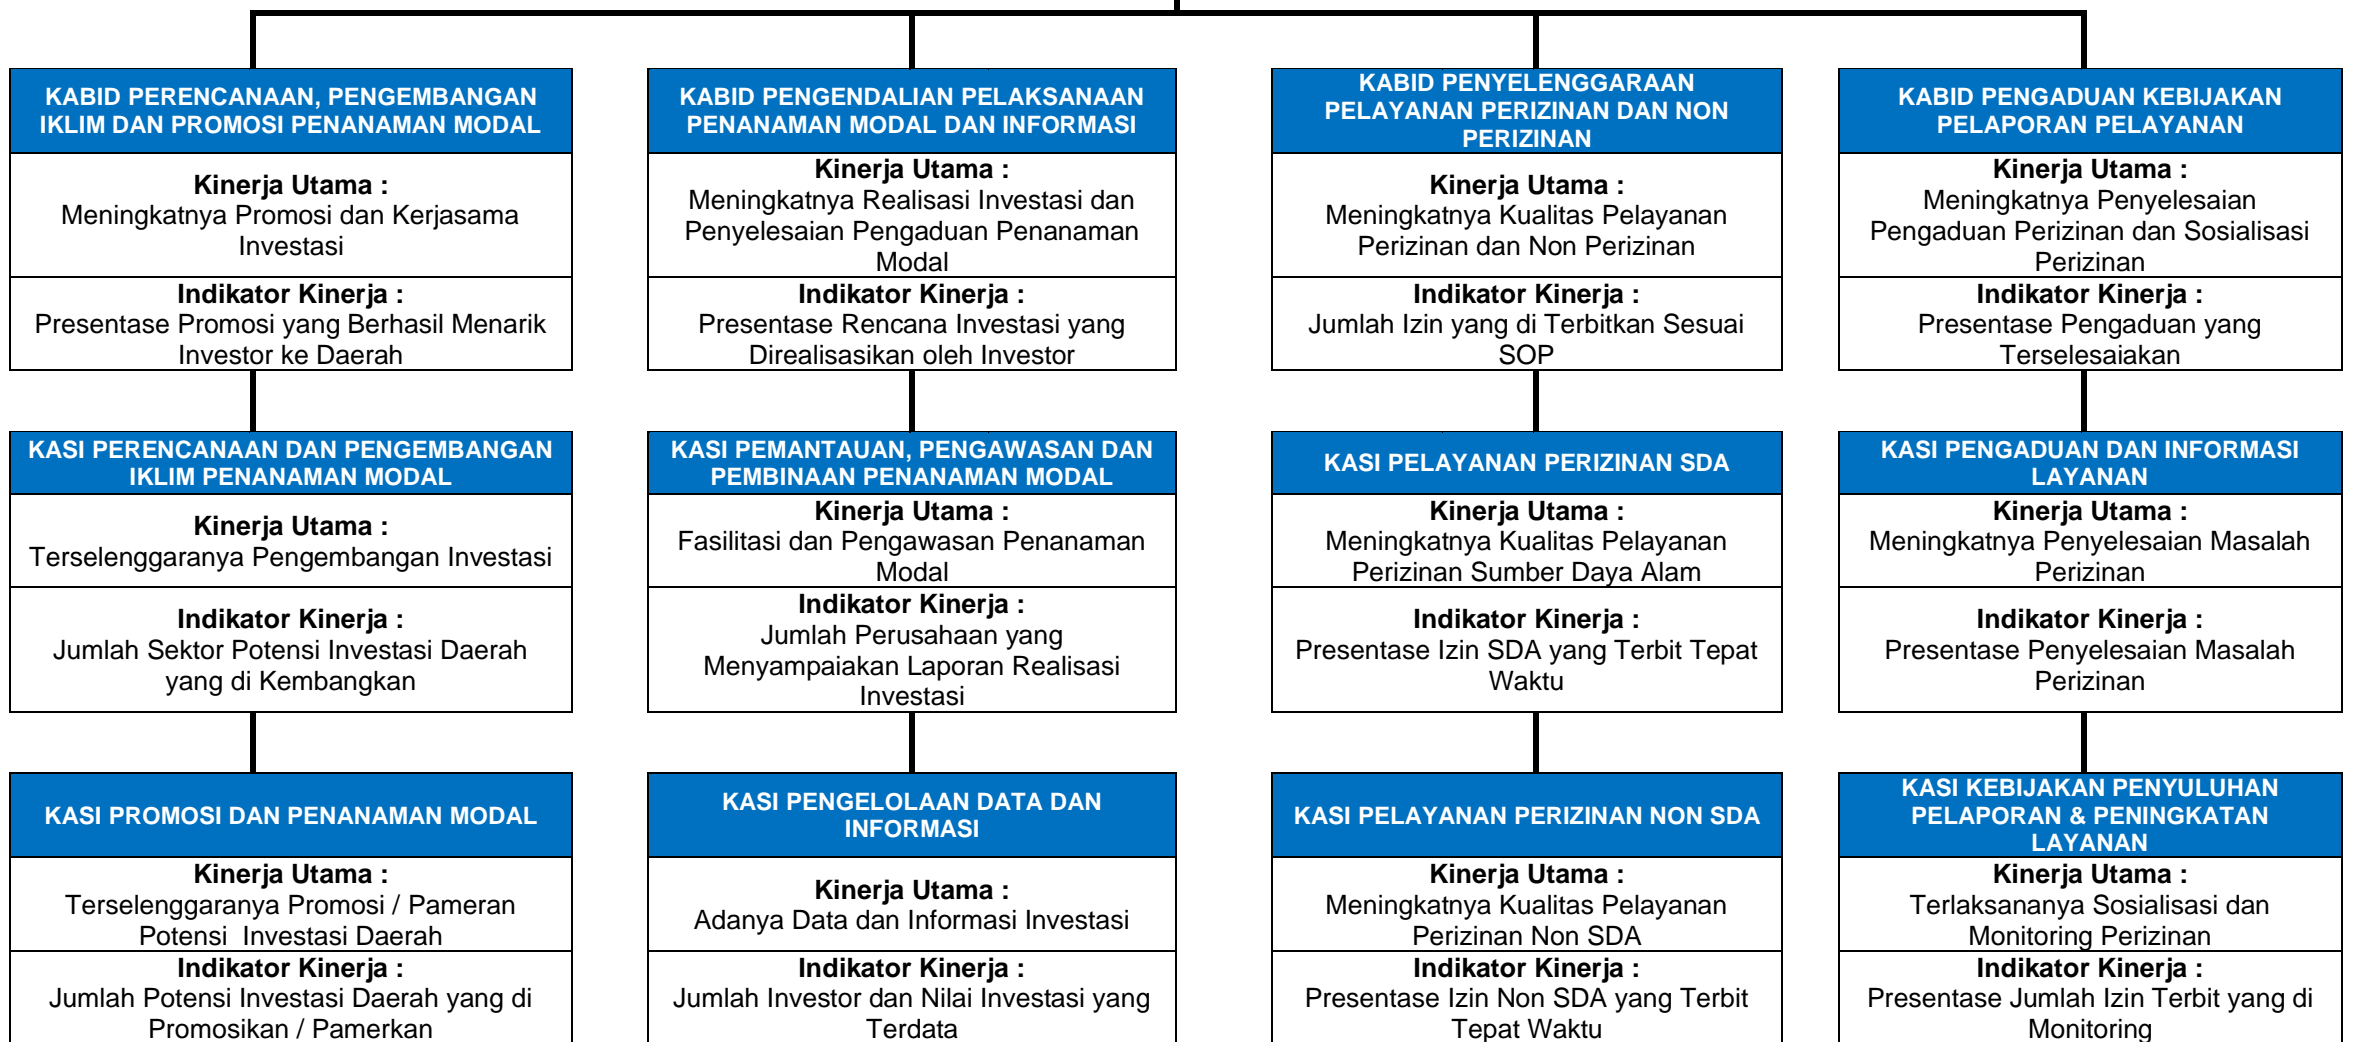 KABID PERENCANAAN, PENGEMBANGAN
IKLIM DAN PROMOSI PENANAMAN MODAL
Kinerja Utama :
Meningkatnya Promosi dan Kerjasama
Investasi
Indikator Kinerja :
Presentase Promosi yang Berhasil Menarik
Investor ke Daerah
KABID PENGENDALIAN PELAKSANAAN
PENANAMAN MODAL DAN INFORMASI
Kinerja Utama :
Meningkatnya Realisasi Investasi dan
Penyelesaian Pengaduan Penanaman
Modal
Indikator Kinerja :
Presentase Rencana Investasi yang
Direalisasikan oleh Investor
KABID PENYELENGGARAAN
PELAYANAN PERIZINAN DAN NON
PERIZINAN
Kinerja Utama :
Meningkatnya Kualitas Pelayanan
Perizinan dan Non Perizinan
Indikator Kinerja :
Jumlah Izin yang di Terbitkan Sesuai
SOP
KABID PENGADUAN KEBIJAKAN
PELAPORAN PELAYANAN
Kinerja Utama :
Meningkatnya Penyelesaian
Pengaduan Perizinan dan Sosialisasi
Perizinan
Indikator Kinerja :
Presentase Pengaduan yang
Terselesaiakan
KASI PERENCANAAN DAN PENGEMBANGAN
IKLIM PENANAMAN MODAL
Kinerja Utama :
Terselenggaranya Pengembangan Investasi
Indikator Kinerja :
Jumlah Sektor Potensi Investasi Daerah
yang di Kembangkan
KASI PEMANTAUAN, PENGAWASAN DAN
PEMBINAAN PENANAMAN MODAL
Kinerja Utama :
Fasilitasi dan Pengawasan Penanaman
Modal
Indikator Kinerja :
Jumlah Perusahaan yang
Menyampaiakan Laporan Realisasi
Investasi
KASI PELAYANAN PERIZINAN SDA
Kinerja Utama :
Meningkatnya Kualitas Pelayanan
Perizinan Sumber Daya Alam
Indikator Kinerja :
Presentase Izin SDA yang Terbit Tepat
Waktu
KASI PENGADUAN DAN INFORMASI
LAYANAN
Kinerja Utama :
Meningkatnya Penyelesaian Masalah
Perizinan
Indikator Kinerja :
Presentase Penyelesaian Masalah
Perizinan
KASI PROMOSI DAN PENANAMAN MODAL
Kinerja Utama :
Terselenggaranya Promosi / Pameran
Potensi  Investasi Daerah
Indikator Kinerja :
Jumlah Potensi Investasi Daerah yang di
Promosikan / Pamerkan
KASI PENGELOLAAN DATA DAN
INFORMASI
Kinerja Utama :
Adanya Data dan Informasi Investasi
Indikator Kinerja :
Jumlah Investor dan Nilai Investasi yang
Terdata
KASI PELAYANAN PERIZINAN NON SDA
Kinerja Utama :
Meningkatnya Kualitas Pelayanan
Perizinan Non SDA
Indikator Kinerja :
Presentase Izin Non SDA yang Terbit
Tepat Waktu
KASI KEBIJAKAN PENYULUHAN
PELAPORAN & PENINGKATAN
LAYANAN
Kinerja Utama :
Terlaksananya Sosialisasi dan
Monitoring Perizinan
Indikator Kinerja :
Presentase Jumlah Izin Terbit yang di
Monitoring